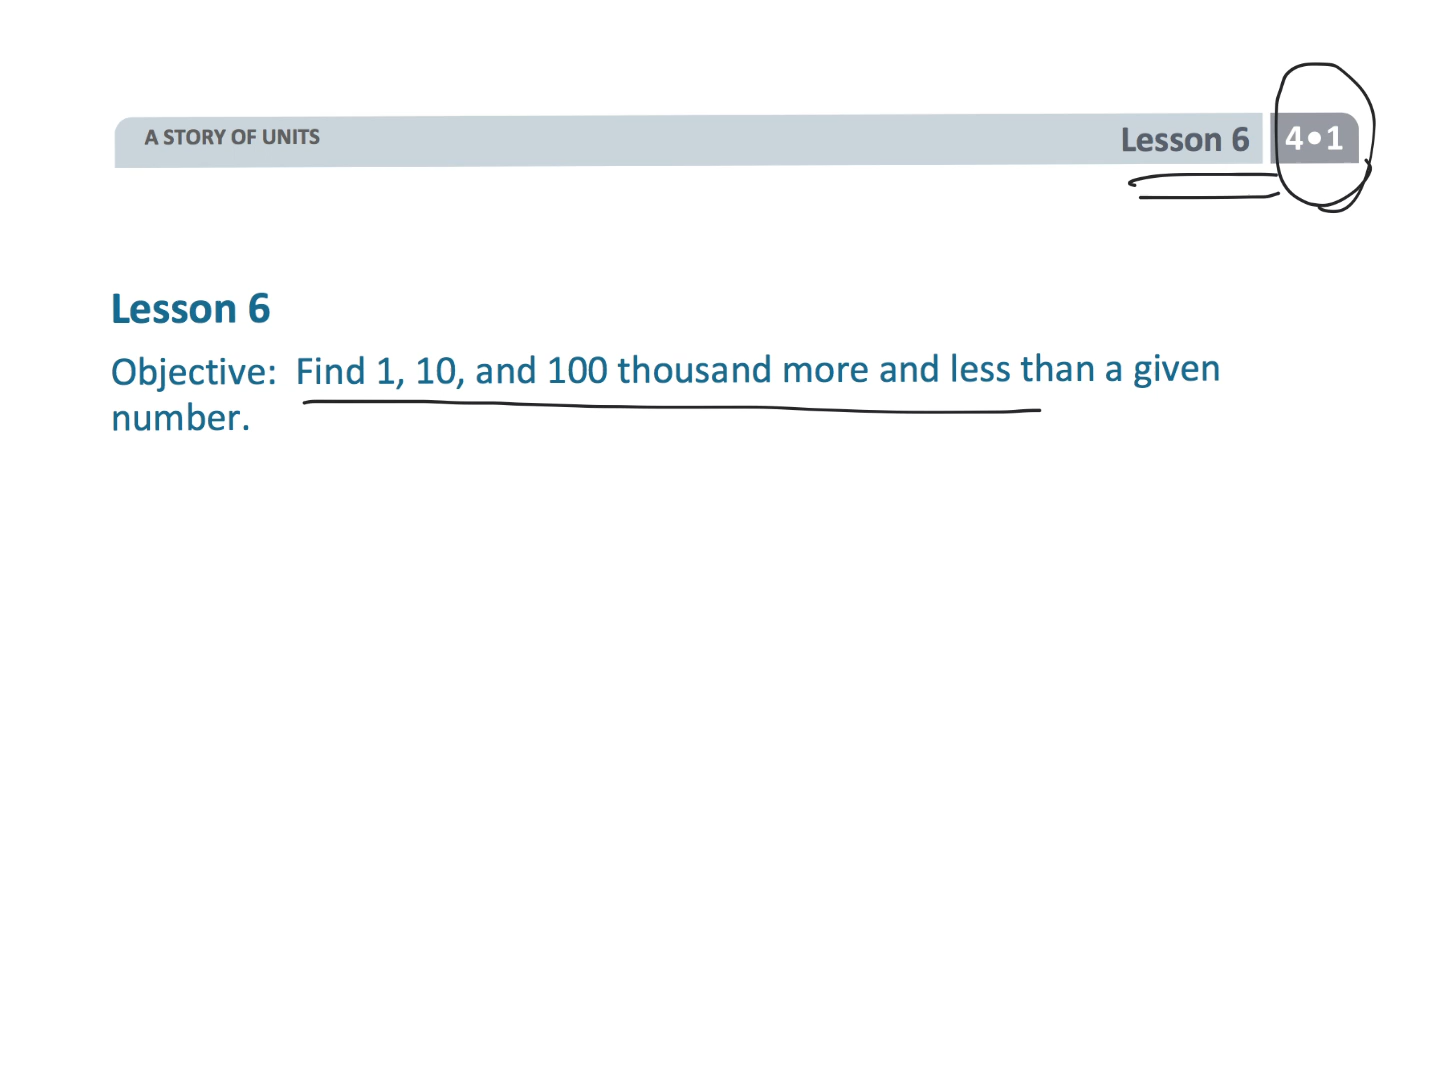 A STORY OF UNITS
Lesson 6
4•1
Lesson 6
Objective: Find 1, 10, and 100 thousand more and less than a given
number.